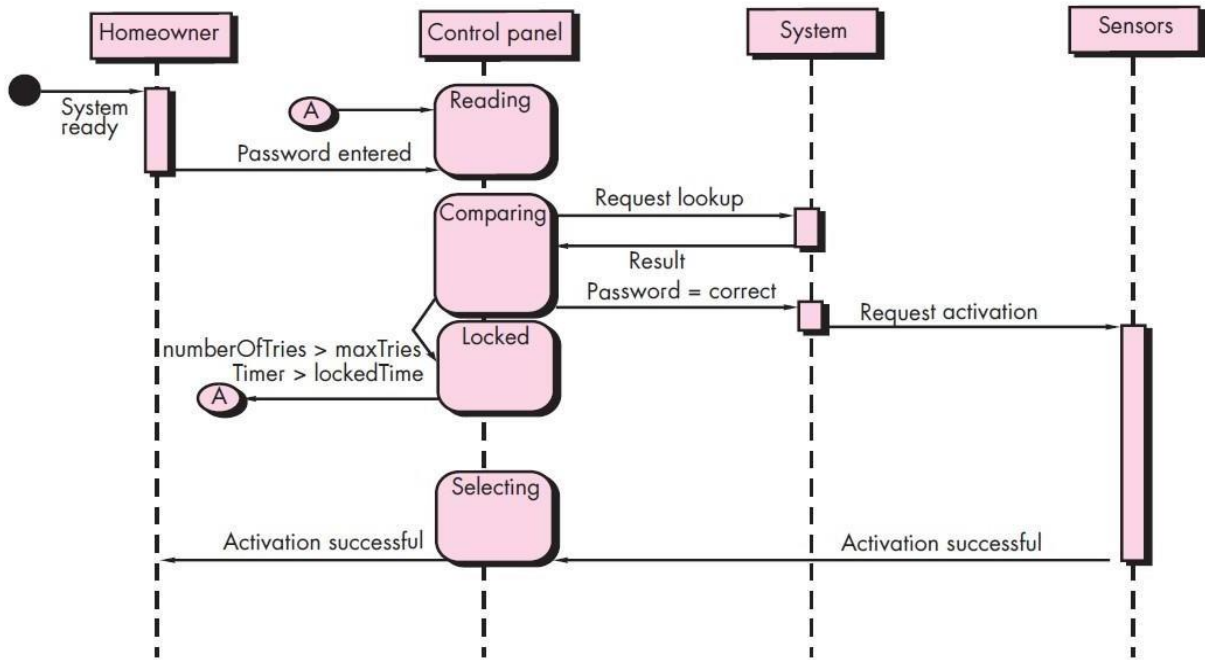 Homeowner
Control panel
System
Sensors
System
ready
A
Reading
Password entered
Comparing
Request lookup
Result
Password = correct
Request activation
Locked
numberOfTries > maxTries
Timer > lockedTime
A
Selecting
Activation successful
Activation successful